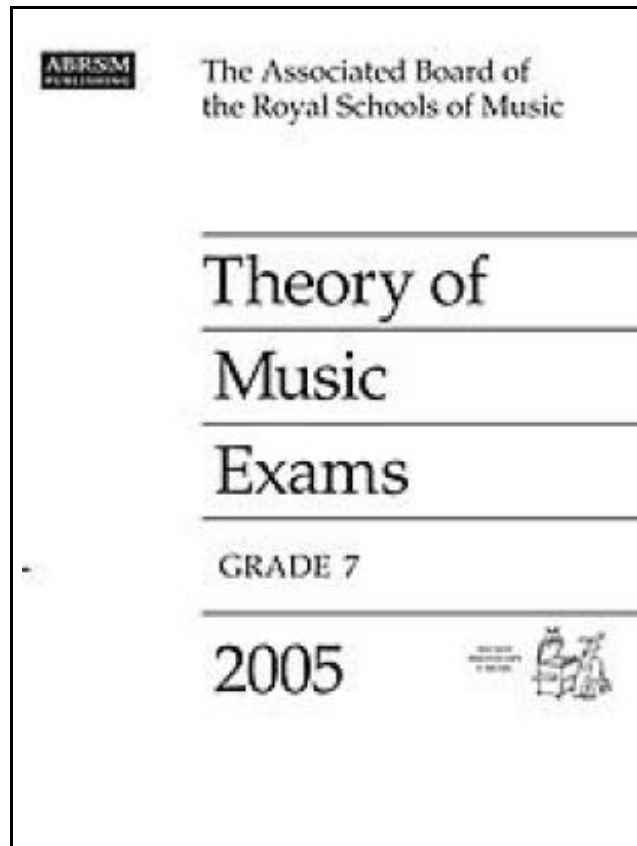 ABRSM
PUBLISHING
The Associated Board of
the Royal Schools of Music
Theory of
Music
Exams
GRADE 7
2005